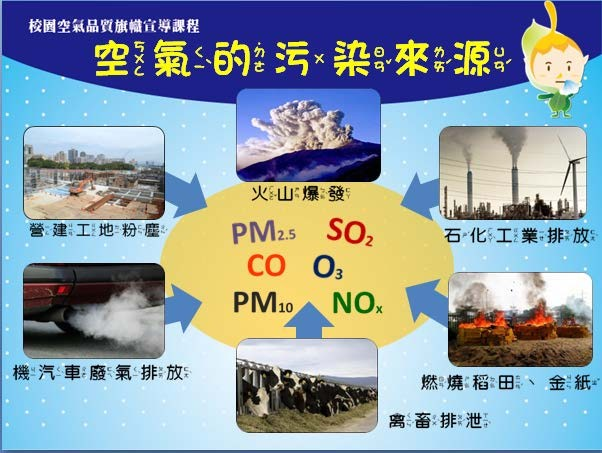 校園空氣品質旗幟宣導課程
空氣的污染來源
火山爆發
營建工地粉塵
石化工業排放
PM2.5 SO2
CO O3
PM10 NOx
機汽車廢氣排放
燃燒稻田、金紙
禽畜排泄